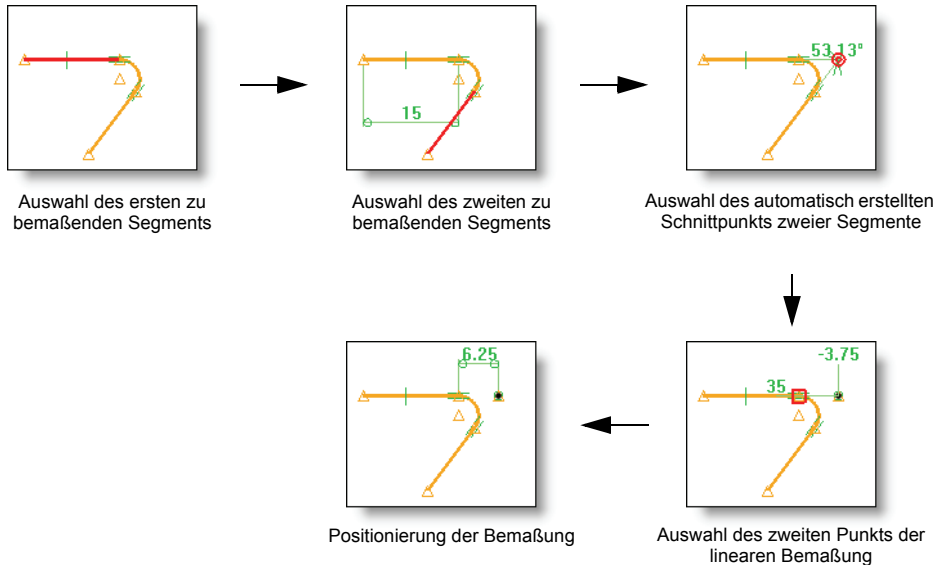 Auswahl des ersten zu
bemaßenden Segments
15
Auswahl des zweiten zu
bemaßenden Segments
53.13°
Auswahl des automatisch erstellten
Schnittpunkts zweier Segmente
-3.75
35
Auswahl des zweiten Punkts der
linearen Bemaßung
6.25
Positionierung der Bemaßung